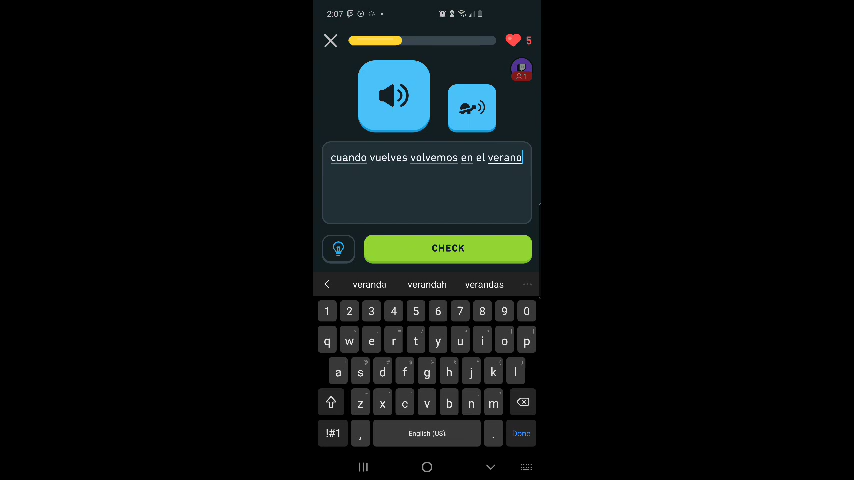 2:07
5
1
cuando vuelves volvemos en el verano
CHECK
veranda verandah verandas
1 2 3 4 5 6 7 8 9 0
q w e r t y u i o p
a s d f g h j k l
z x c v b n m
!#1 , English (US) . Done